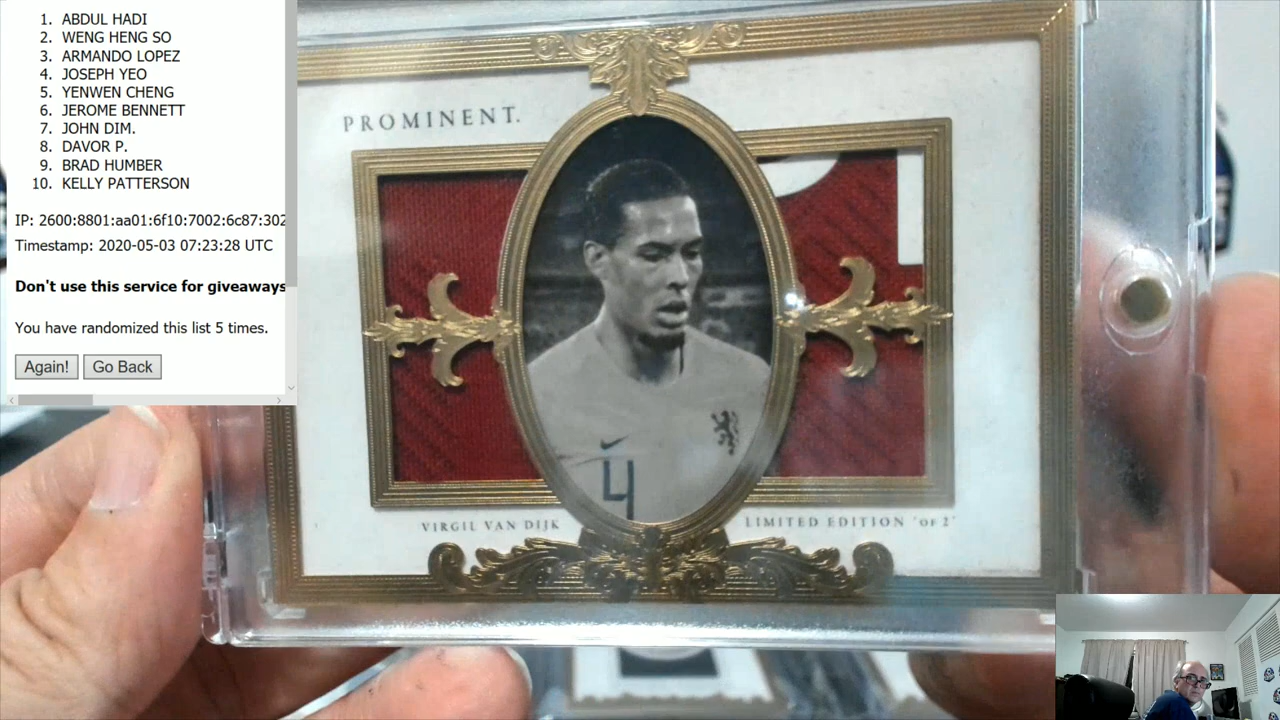 1. ABDUL HADI
2. WENG HENG SO
3. ARMANDO LOPEZ
4. JOSEPH YEO
5. YENWEN CHENG
6. JEROME BENNETT
7. JOHN DIM.
8. DAVOR P.
9. BRAD HUMBER
10. KELLY PATTERSON
IP: 2600:8801:aa01:6f10:7002:6c87:302
Timestamp: 2020-05-03 07:23:28 UTC
Don't use this service for giveaways
You have randomized this list 5 times.
Again! Go Back
PROMINENT.
4
VIRGIL VAN DIJK
LIMITED EDITION 'OF 2'